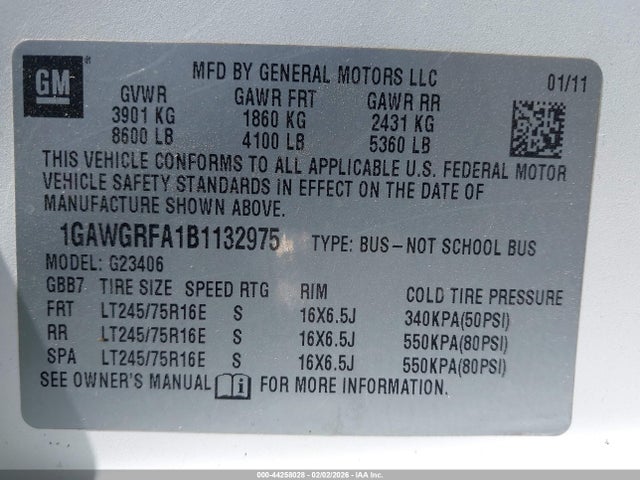 GM
MFD BY GENERAL MOTORS LLC 01/11
GVWR GAWR FRT GAWR RR
3901 KG 1860 KG 2431 KG
8600 LB 4100 LB 5360 LB
THIS VEHICLE CONFORMS TO ALL APPLICABLE U.S. FEDERAL MOTOR
VEHICLE SAFETY STANDARDS IN EFFECT ON THE DATE OF
MANUFACTURE SHOWN ABOVE.
1GAWGRFA1B1132975 TYPE: BUS–NOT SCHOOL BUS
MODEL: G23406
GBB7 TIRE SIZE SPEED RTG RIM COLD TIRE PRESSURE
FRT LT245/75R16E S 16X6.5J 340KPA(50PSI)
RR LT245/75R16E S 16X6.5J 550KPA(80PSI)
SPA LT245/75R16E S 16X6.5J 550KPA(80PSI)
SEE OWNER'S MANUAL i FOR MORE INFORMATION.
000-44258028 - 02/02/2026 - IAA Inc.